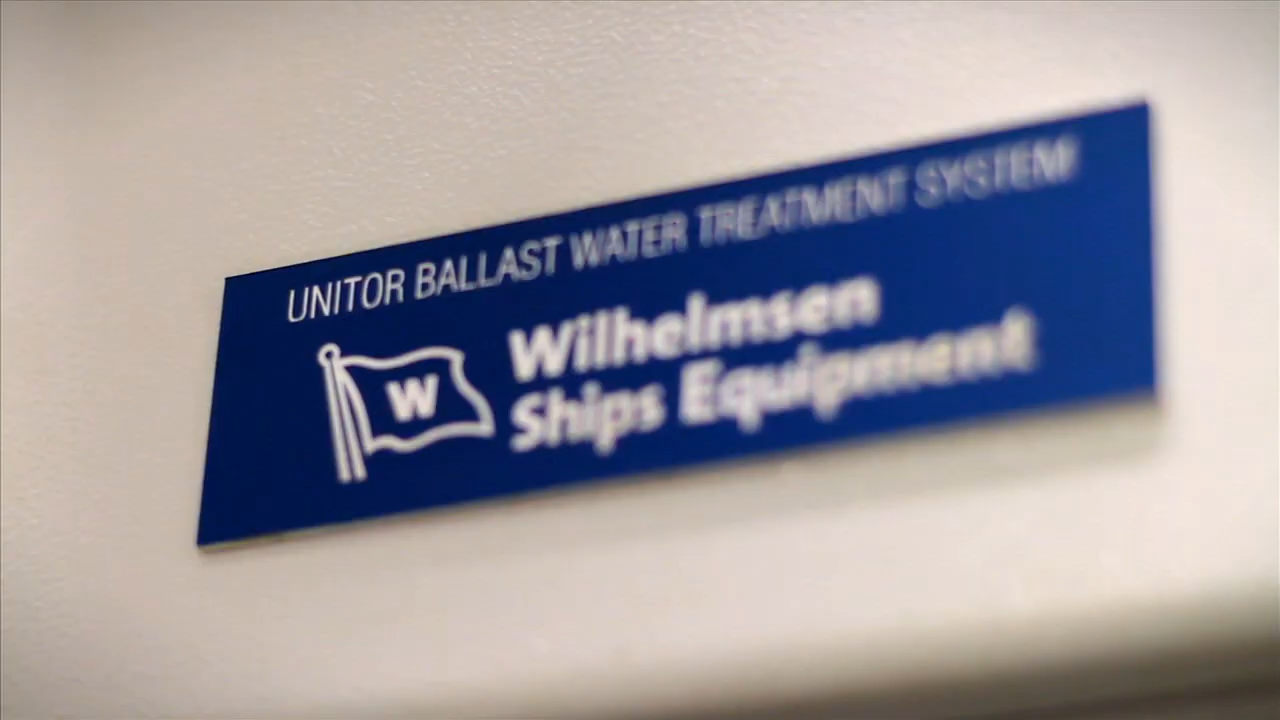 UNITOR BALLAST WATER TREATMENT SYSTEM
W
Wilhelmsen
Ships Equipment